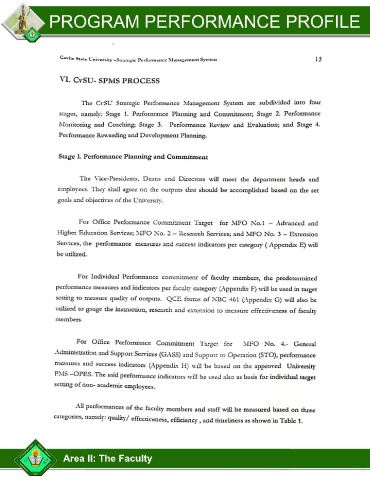 PROGRAM PERFORMANCE PROFILE
Cavite State University -Strategic Performance Management System 15
VI. CvSU- SPMS PROCESS
The CvSU Strategic Performance Management System are subdivided into four
stages, namely: Stage 1. Performance Planning and Commitment; Stage 2. Performance
Monitoring and Coaching; Stage 3. Performance Review and Evaluation; and Stage 4.
Performance Rewarding and Development Planning.
Stage 1. Performance Planning and Commitment
The Vice-Presidents, Deans and Directors will meet the department heads and
employees. They shall agree on the outputs that should be accomplished based on the set
goals and objectives of the University.
For Office Performance Commitment Target for MFO No.1 – Advanced and
Higher Education Services; MFO No. 2 – Research Services; and MFO No. 3 – Extension
Services, the performance measures and success indicators per category ( Appendix E) will
be utilized.
For Individual Performance commitment of faculty members, the predetermined
performance measures and indicators per faculty category (Appendix F) will be used in target
setting to measure quality of outputs. QCE forms of NBC 461 (Appendix G) will also be
utilized to gauge the instruction, research and extension to measure effectiveness of faculty
members.
For Office Performance Commitment Target for MFO No. 4.- General
Administration and Support Services (GASS) and Support to Operation (STO), performance
measures and success indicators (Appendix H) will be based on the approved University
PMS –OPES. The said performance indicators will be used also as basis for individual target
setting of non- academic employees.
All performances of the faculty members and staff will be measured based on three
categories, namely: quality/ effectiveness, efficiency , and timeliness as shown in Table 1.
Area II: The Faculty